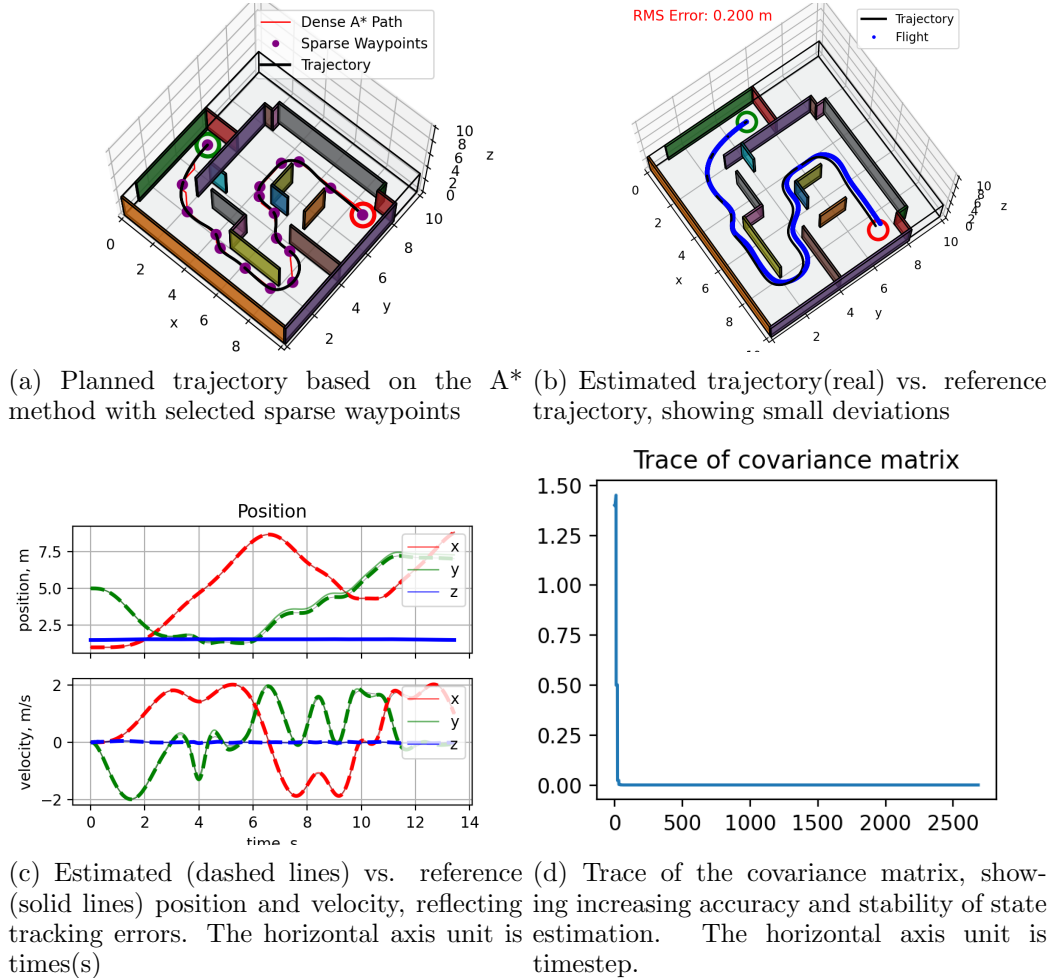 Dense A* Path
Sparse Waypoints
Trajectory
10
8
6
4
2
0
z
10
8
6
4
2
y
0
2
4
6
8
x
RMS Error: 0.200 m
Trajectory
Flight
10
8
6
4
2
0
z
10
8
6
4
2
y
0
2
4
6
8
x
(a) Planned trajectory based on the A*
method with selected sparse waypoints
(b) Estimated trajectory(real) vs. reference
trajectory, showing small deviations
Position
position, m
7.5
5.0
2.5
x
y
z
velocity, m/s
2
0
−2
x
y
z
0 2 4 6 8 10 12 14
time, s
Trace of covariance matrix
1.50
1.25
1.00
0.75
0.50
0.25
0.00
0 500 1000 1500 2000 2500
(c) Estimated (dashed lines) vs. reference
(solid lines) position and velocity, reflecting
tracking errors. The horizontal axis unit is
times(s)
(d) Trace of the covariance matrix, show-
ing increasing accuracy and stability of state
estimation. The horizontal axis unit is
timestep.